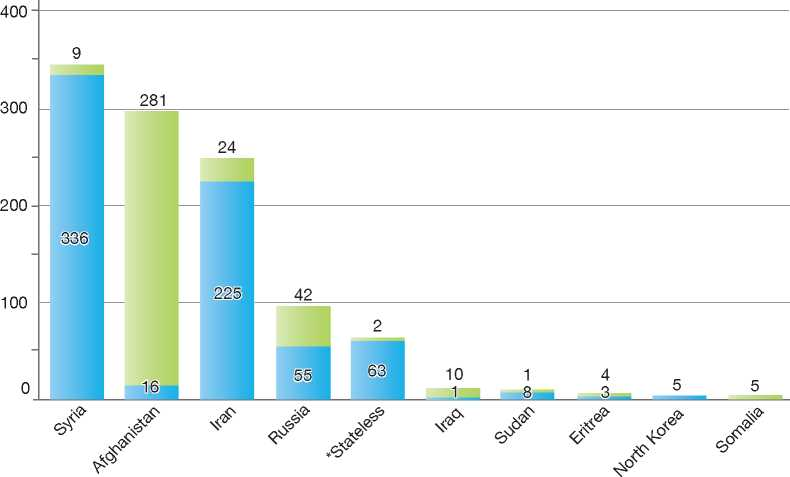 400
300
200
100
0
9
336
281
16
24
225
42
55
2
63
10
1
1
8
4
3
5
5
Syria
Afghanistan
Iran
Russia
*Stateless
Iraq
Sudan
Eritrea
North Korea
Somalia